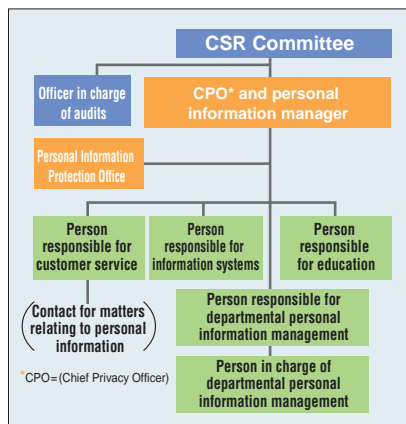 CSR Committee
Officer in charge
of audits
CPO* and personal
information manager
Personal Information
Protection Office
Person
responsible for
customer service
Person
responsible for
information systems
Person
responsible
for education
(Contact for matters
relating to personal
information)
Person responsible for
departmental personal
information management
Person in charge of
departmental personal
information management
*CPO=(Chief Privacy Officer)